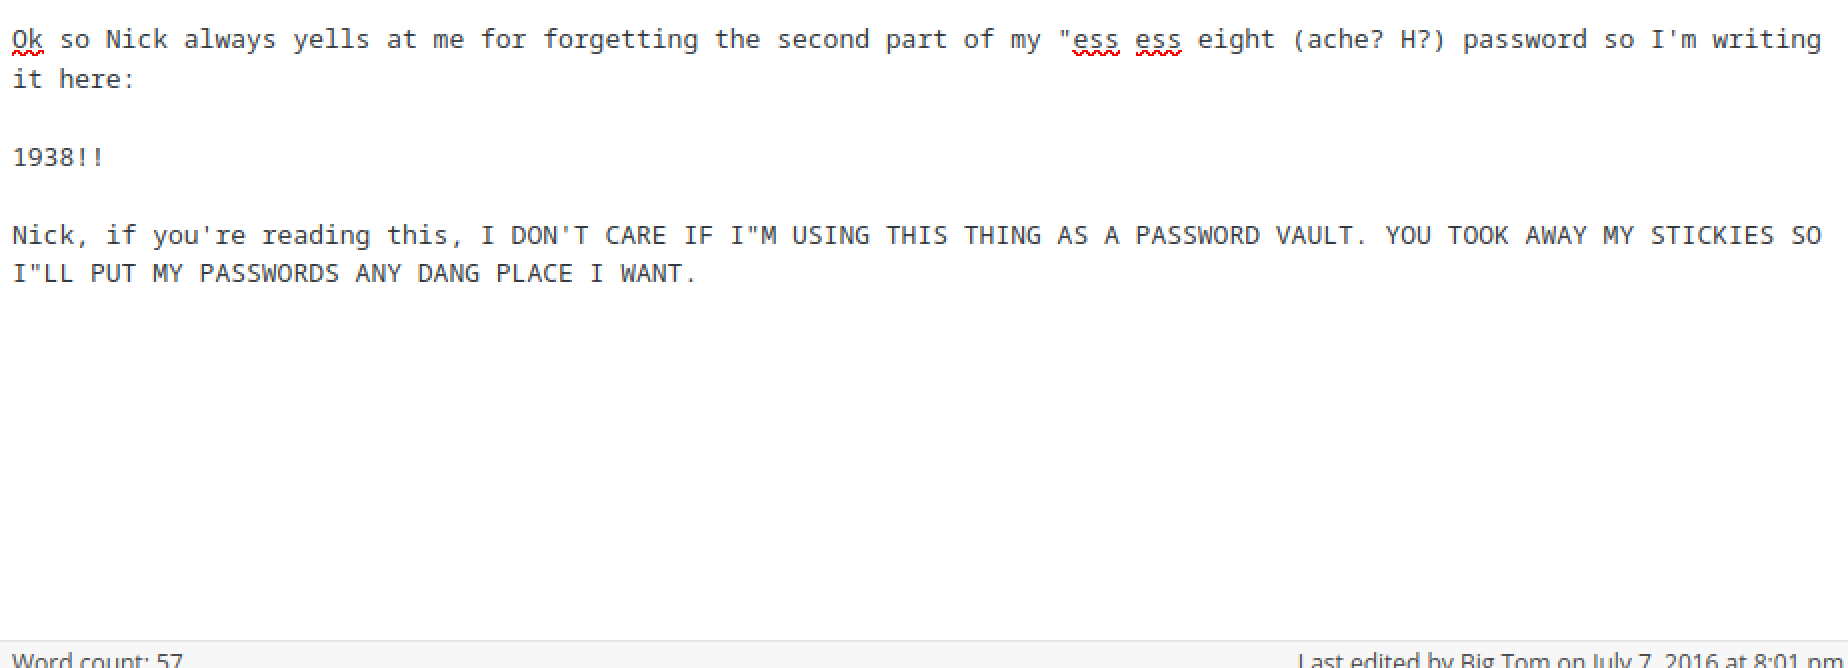 Ok so Nick always yells at me for forgetting the second part of my "ess ess eight (ache? H?) password so I'm writing
it here:
1938!!
Nick, if you're reading this, I DON'T CARE IF I"M USING THIS THING AS A PASSWORD VAULT. YOU TOOK AWAY MY STICKIES SO
I"LL PUT MY PASSWORDS ANY DANG PLACE I WANT.
Word count: 57 Last edited by Big Tom on July 7, 2016 at 8:01 pm